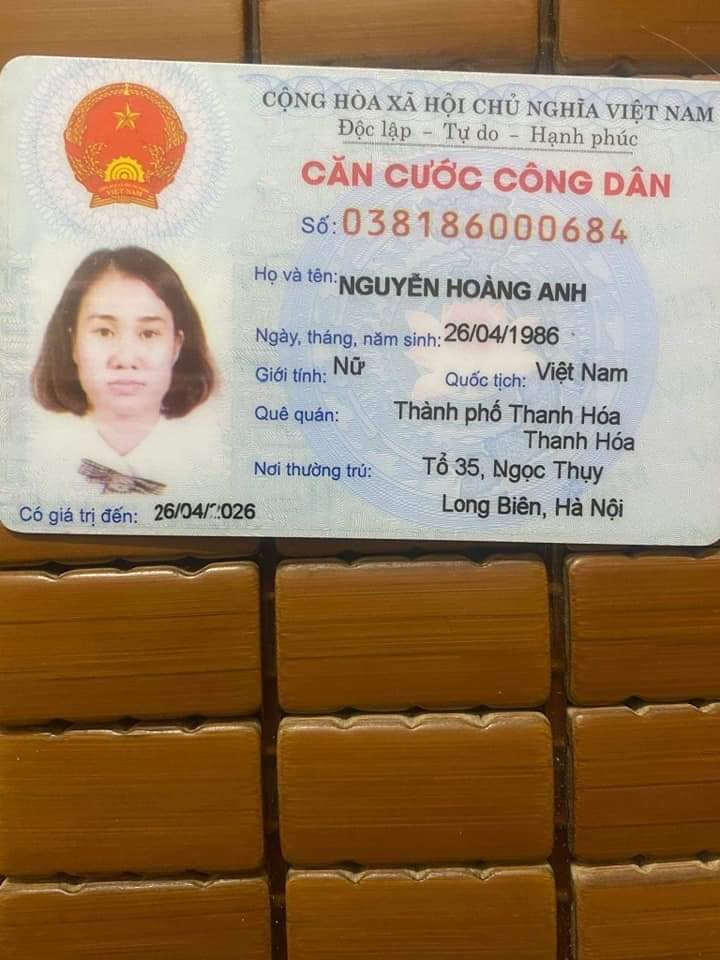 CỘNG HÒA XÃ HỘI CHỦ NGHĨA VIỆT NAM
Độc lập - Tự do - Hạnh phúc
CĂN CƯỚC CÔNG DÂN
Số: 038186000684
Họ và tên: NGUYỄN HOÀNG ANH
Ngày, tháng, năm sinh: 26/04/1986
Giới tính: Nữ Quốc tịch: Việt Nam
Quê quán: Thành phố Thanh Hóa
Thanh Hóa
Nơi thường trú: Tổ 35, Ngọc Thụy
Long Biên, Hà Nội
Có giá trị đến: 26/04/2026
VIỆT NAM